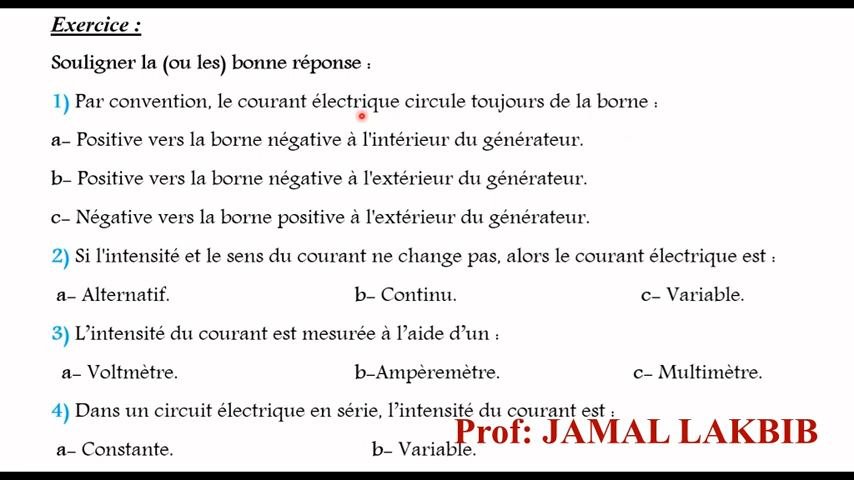 Exercice :
Souligner la (ou les) bonne réponse :
1) Par convention, le courant électrique circule toujours de la borne :
a- Positive vers la borne négative à l'intérieur du générateur.
b- Positive vers la borne négative à l'extérieur du générateur.
c- Négative vers la borne positive à l'extérieur du générateur.
2) Si l'intensité et le sens du courant ne change pas, alors le courant électrique est :
a- Alternatif. b- Continu. c- Variable.
3) L'intensité du courant est mesurée à l'aide d'un :
a- Voltmètre. b-Ampèremètre. c- Multimètre.
4) Dans un circuit électrique en série, l'intensité du courant est :
Prof: JAMAL LAKBIB
a- Constante. b- Variable.